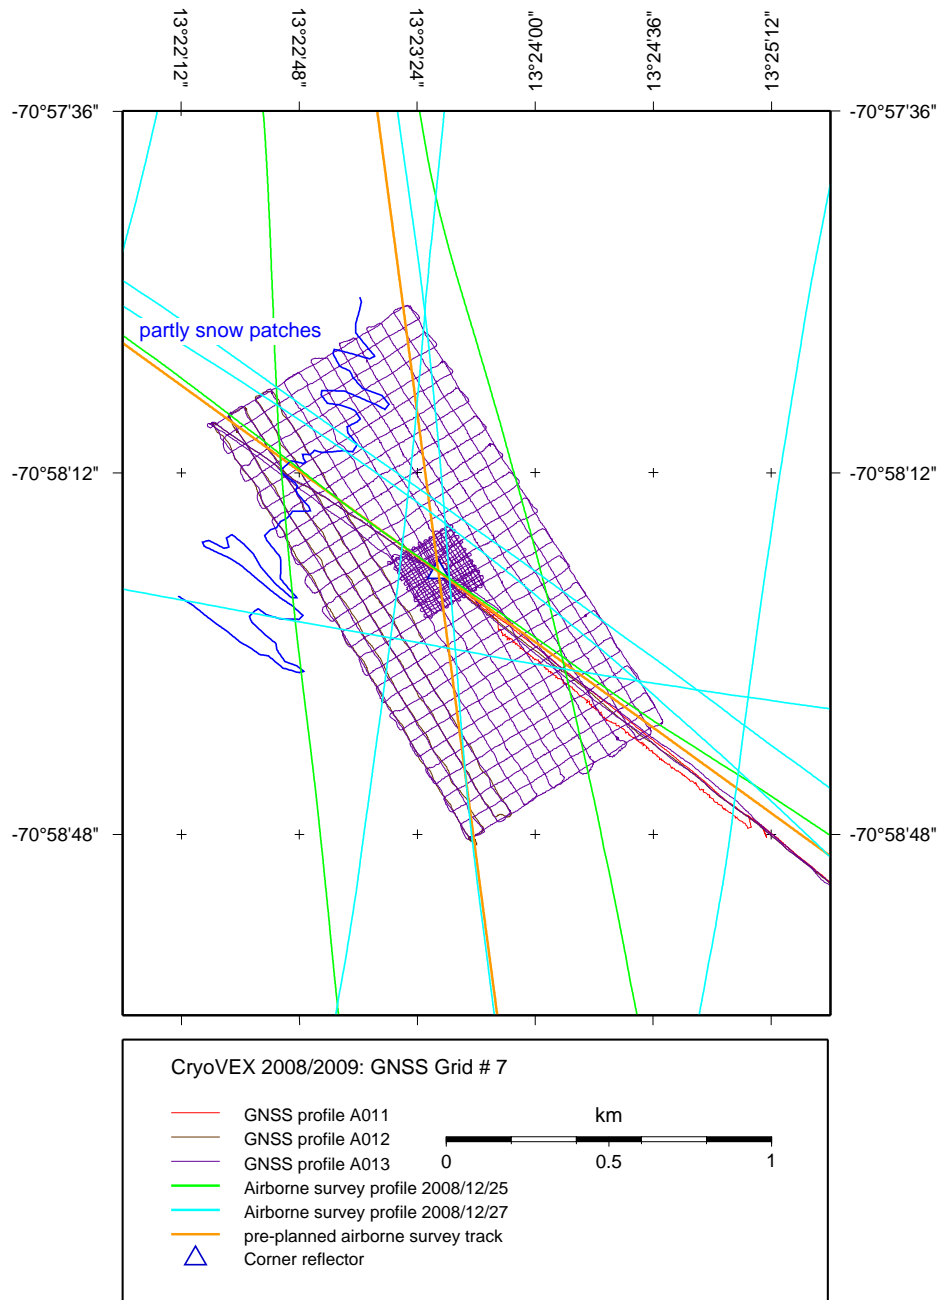 13°22'12"
13°22'48"
13°23'24"
13°24'0"
13°24'36"
13°25'12"
-70°57'36"
-70°57'36"
partly snow patches
-70°58'12"
-70°58'12"
-70°58'48"
-70°58'48"
CryoVEX 2008/2009: GNSS Grid # 7
GNSS profile A011
km
GNSS profile A012
GNSS profile A013
0
0.5
1
Airborne survey profile 2008/12/25
Airborne survey profile 2008/12/27
pre-planned airborne survey track
Corner reflector